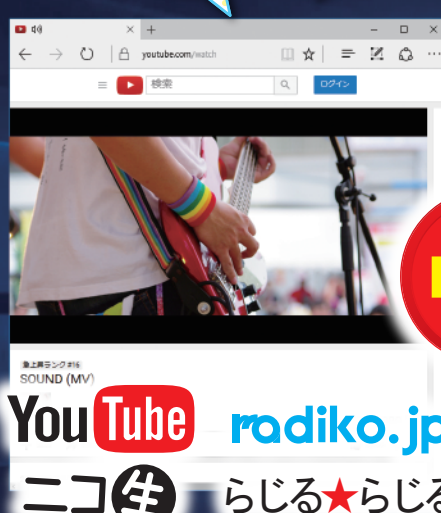 youtube.com/watch
検索
ログイン
急上昇ランク #16
SOUND (MV)
YouTube radiko.jp
ニコ生 らじる★らじる